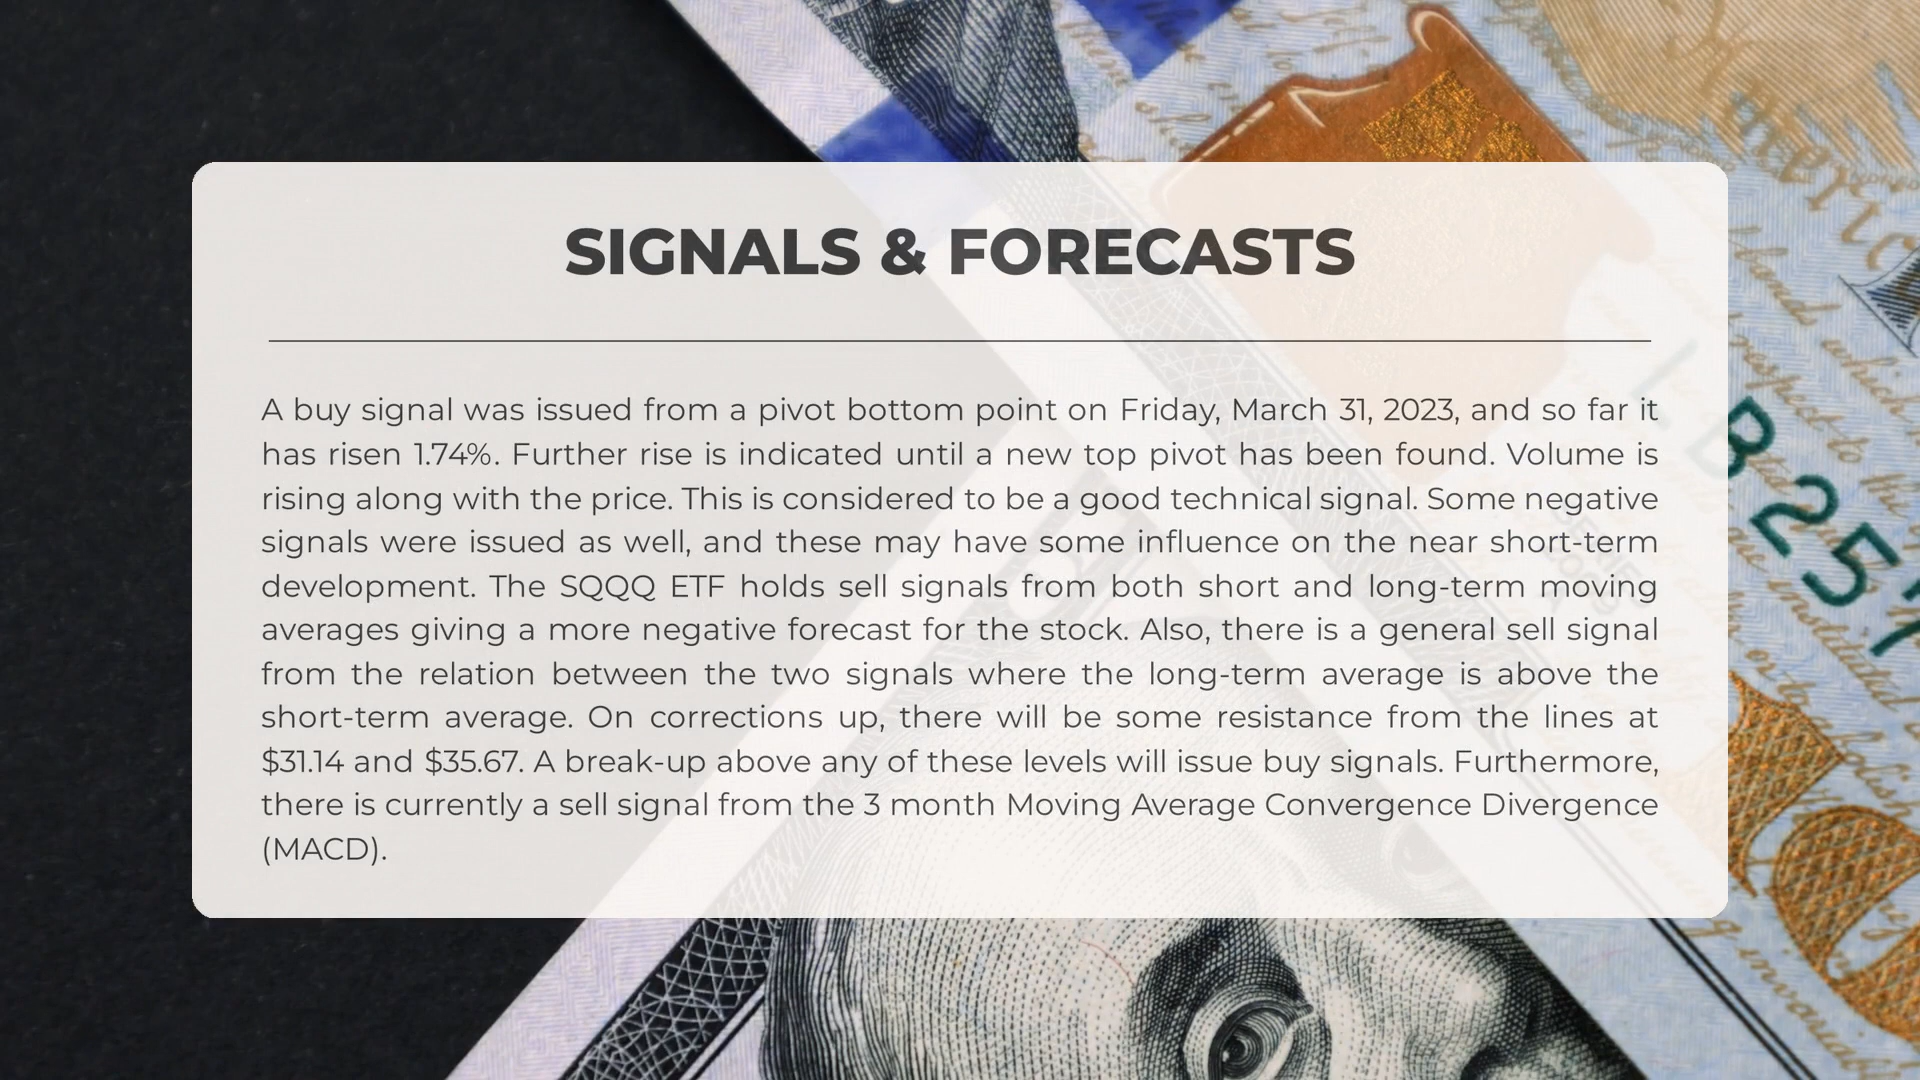 SIGNALS & FORECASTS
A buy signal was issued from a pivot bottom point on Friday, March 31, 2023, and so far it
has risen 1.74%. Further rise is indicated until a new top pivot has been found. Volume is
rising along with the price. This is considered to be a good technical signal. Some negative
signals were issued as well, and these may have some influence on the near short-term
development. The SQQQ ETF holds sell signals from both short and long-term moving
averages giving a more negative forecast for the stock. Also, there is a general sell signal
from the relation between the two signals where the long-term average is above the
short-term average. On corrections up, there will be some resistance from the lines at
$31.14 and $35.67. A break-up above any of these levels will issue buy signals. Furthermore,
there is currently a sell signal from the 3 month Moving Average Convergence Divergence
(MACD).